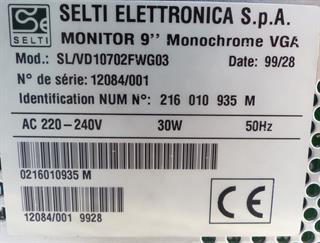 SELTI ELETTRONICA S.p.A.
SELTI
MONITOR 9'' Monochrome VGA
Mod.: SL/VD10702FWG03 Date: 99/28
N° de série: 12084/001
Identification NUM N°: 216 010 935 M
AC 220-240V 30W 50Hz
0216010935 M
CE
12084/001 9928